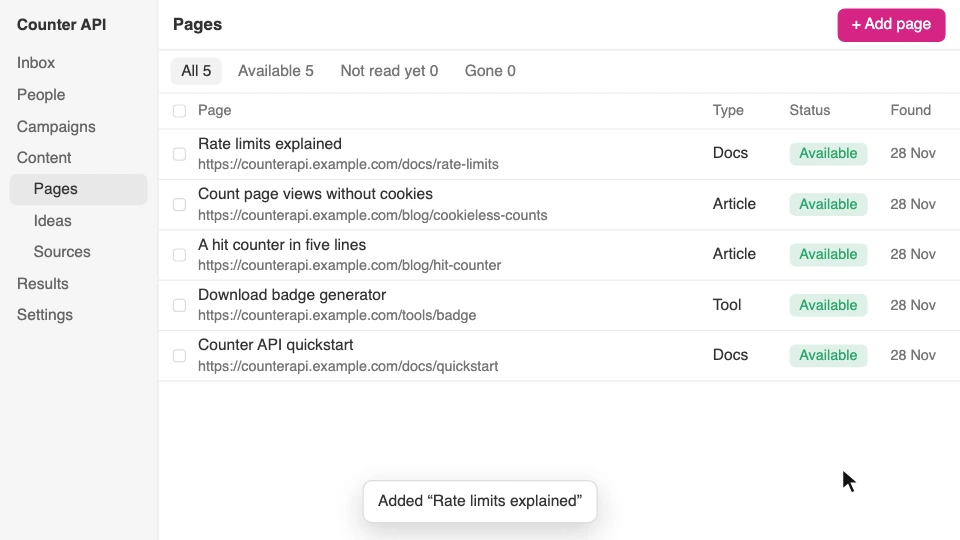 Counter API
Inbox
People
Campaigns
Content
Pages
Ideas
Sources
Results
Settings
Pages
+ Add page
All 5
Available 5
Not read yet 0
Gone 0
Page
Type
Status
Found
Rate limits explained
https://counterapi.example.com/docs/rate-limits
Docs
Available
28 Nov
Count page views without cookies
https://counterapi.example.com/blog/cookieless-counts
Article
Available
28 Nov
A hit counter in five lines
https://counterapi.example.com/blog/hit-counter
Article
Available
28 Nov
Download badge generator
https://counterapi.example.com/tools/badge
Tool
Available
28 Nov
Counter API quickstart
https://counterapi.example.com/docs/quickstart
Docs
Available
28 Nov
Added “Rate limits explained”